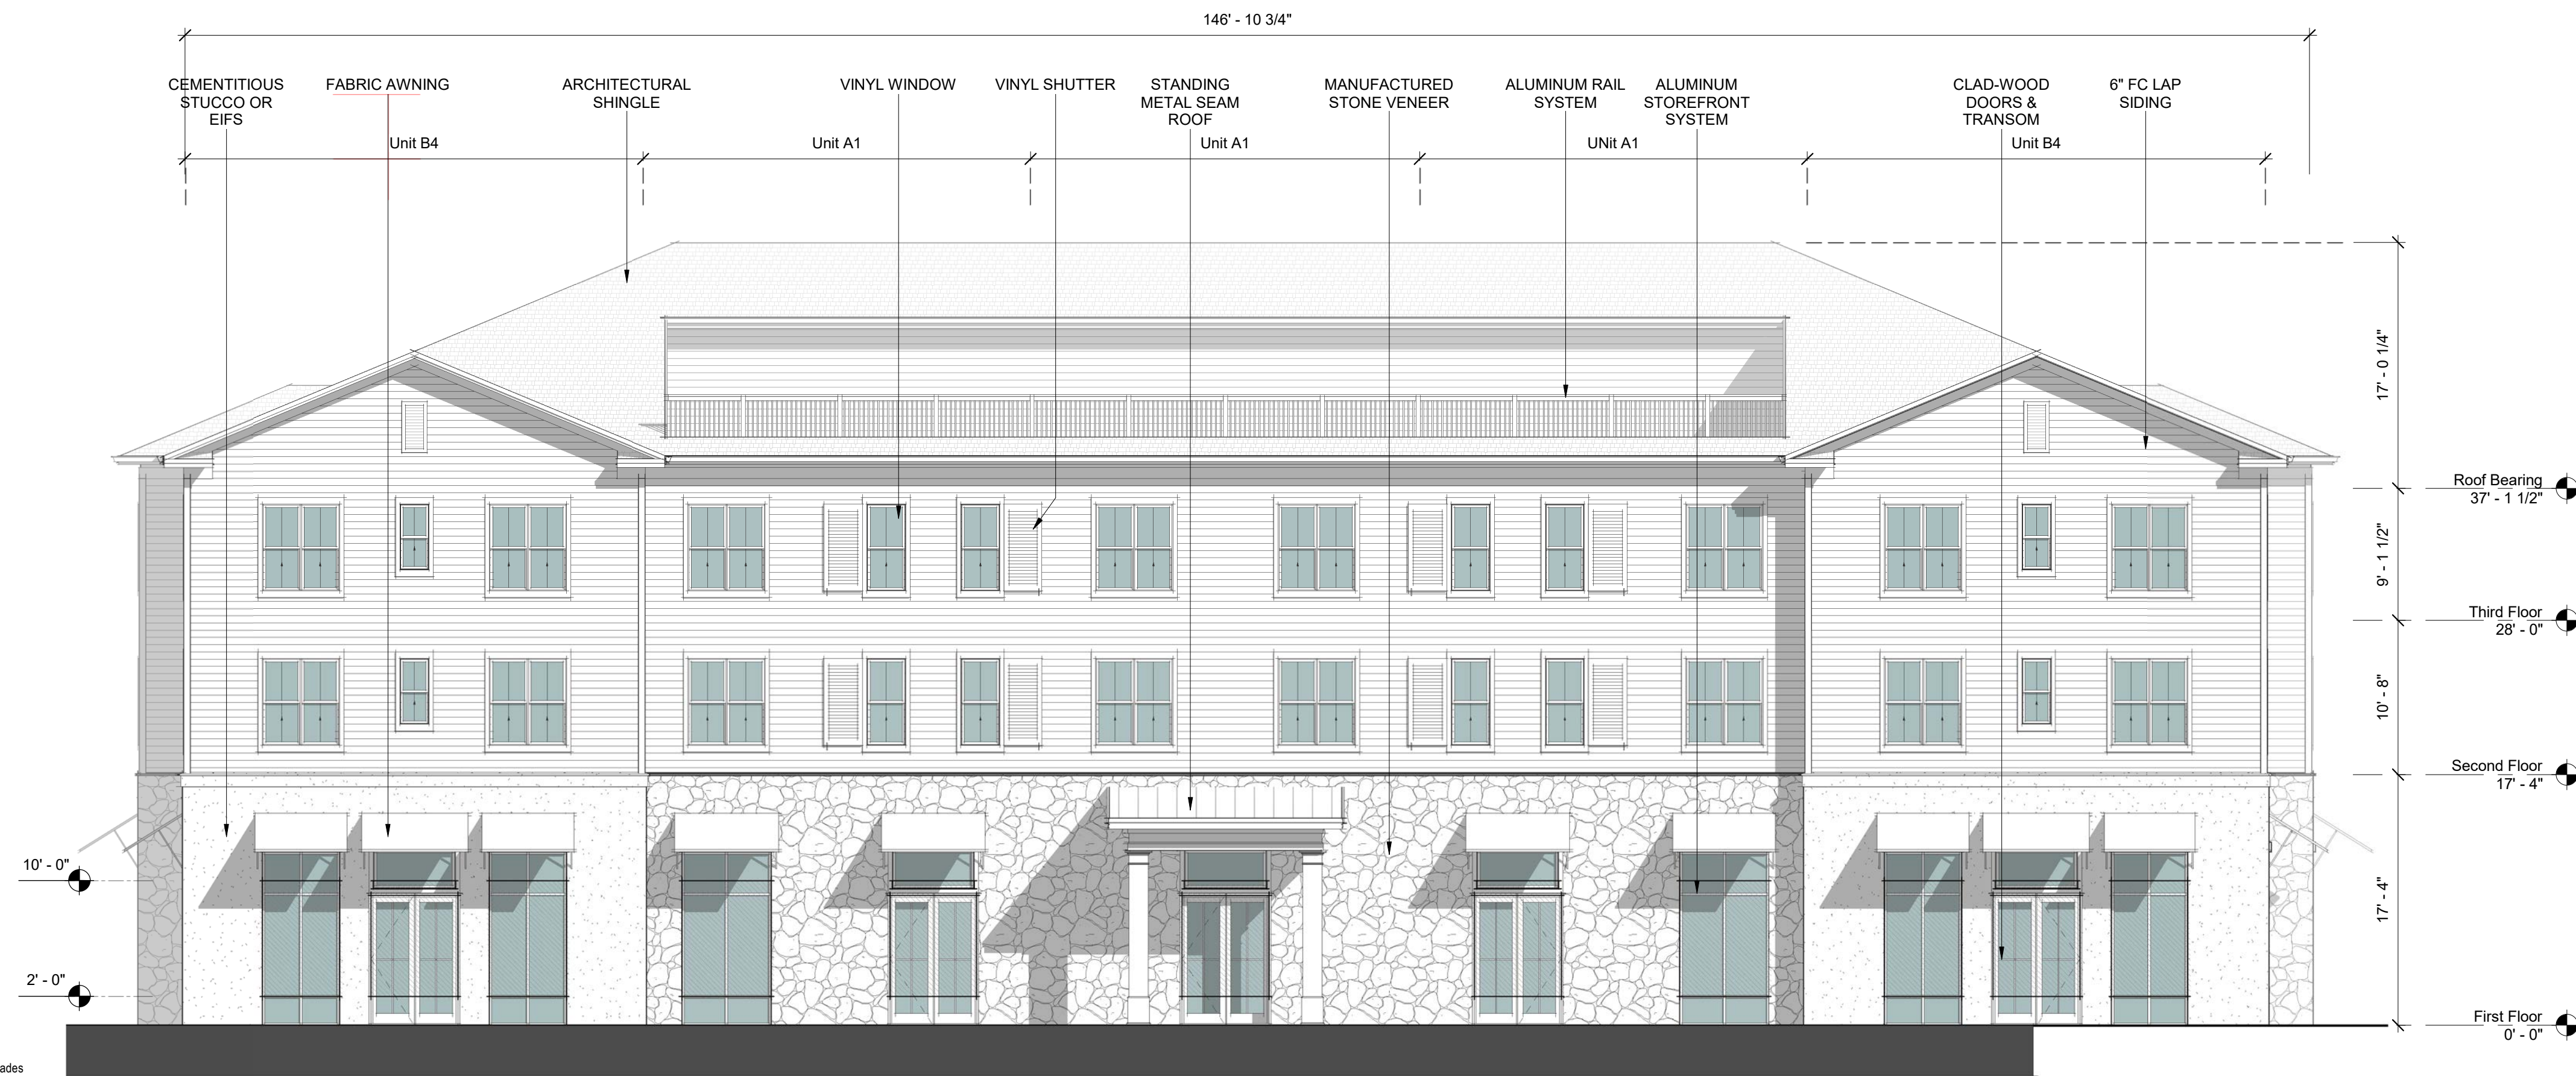 146' - 10 3/4"
CEMENTITIOUS
STUCCO OR
EIFS
FABRIC AWNING
ARCHITECTURAL
SHINGLE
VINYL WINDOW
VINYL SHUTTER
STANDING
METAL SEAM
ROOF
MANUFACTURED
STONE VENEER
ALUMINUM RAIL
SYSTEM
ALUMINUM
STOREFRONT
SYSTEM
CLAD-WOOD
DOORS &
TRANSOM
6" FC LAP
SIDING
Unit B4
Unit A1
Unit A1
UNit A1
Unit B4
17' - 0 1/4"
Roof Bearing
37' - 1 1/2"
9' - 1 1/2"
Third Floor
28' - 0"
10' - 8"
Second Floor
17' - 4"
17' - 4"
First Floor
0' - 0"
10' - 0"
2' - 0"
ades